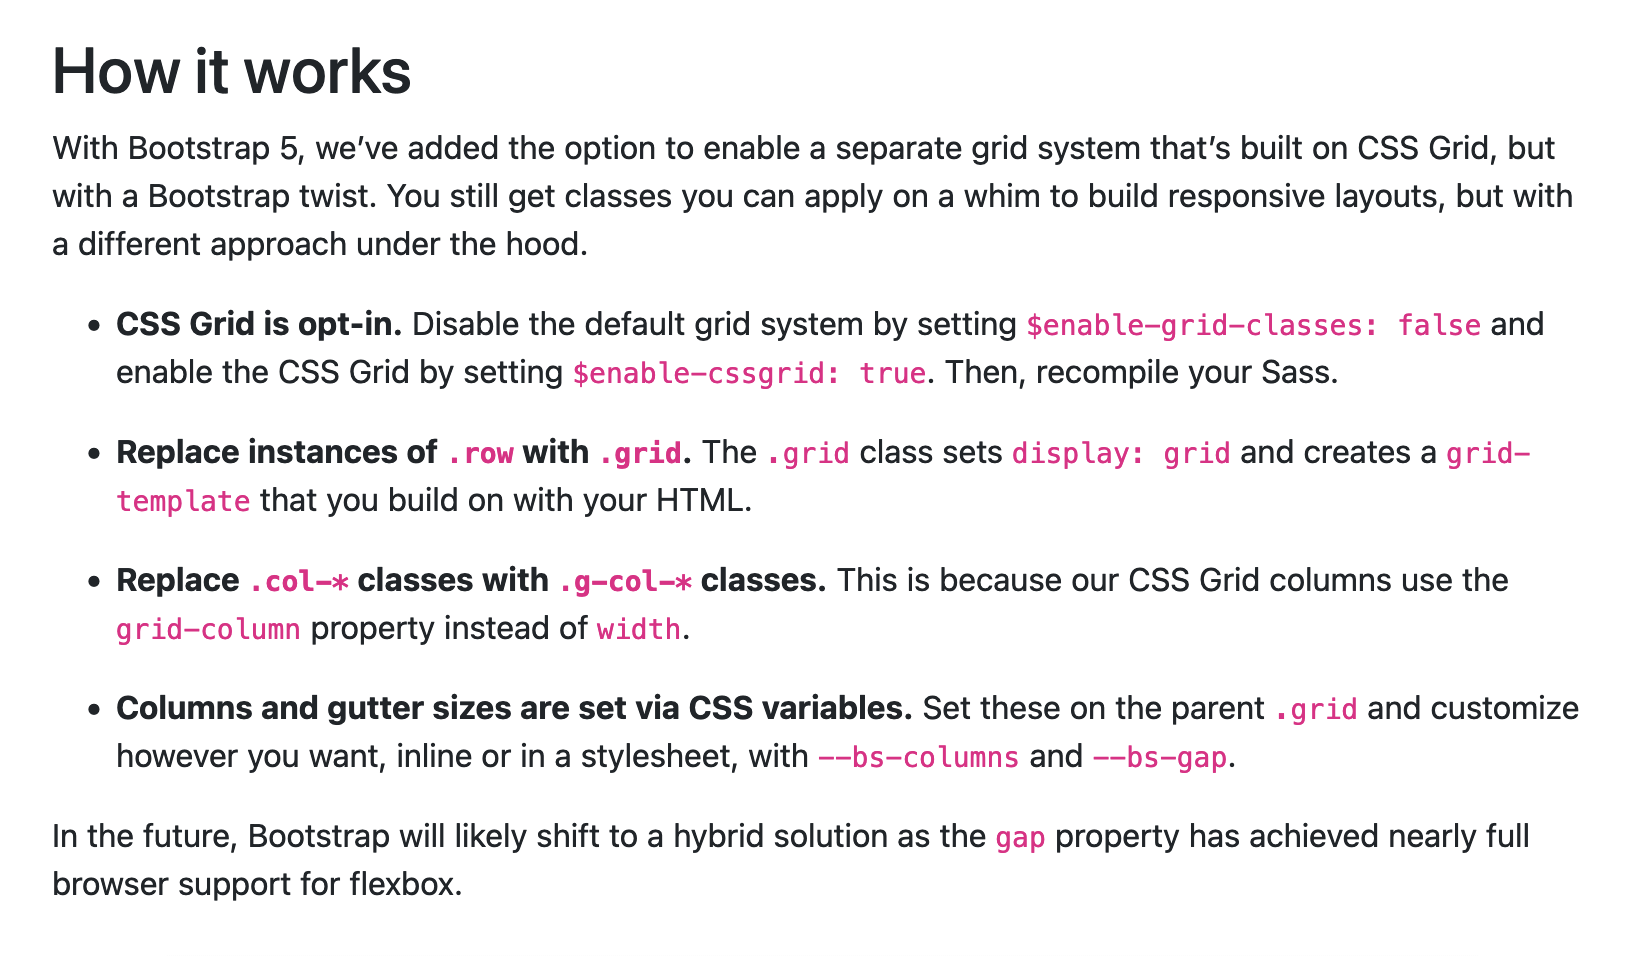 How it works
With Bootstrap 5, we’ve added the option to enable a separate grid system that’s built on CSS Grid, but
with a Bootstrap twist. You still get classes you can apply on a whim to build responsive layouts, but with
a different approach under the hood.
• CSS Grid is opt-in. Disable the default grid system by setting $enable-grid-classes: false and
enable the CSS Grid by setting $enable-cssgrid: true. Then, recompile your Sass.
• Replace instances of .row with .grid. The .grid class sets display: grid and creates a grid-
template that you build on with your HTML.
• Replace .col-* classes with .g-col-* classes. This is because our CSS Grid columns use the
grid-column property instead of width.
• Columns and gutter sizes are set via CSS variables. Set these on the parent .grid and customize
however you want, inline or in a stylesheet, with --bs-columns and --bs-gap.
In the future, Bootstrap will likely shift to a hybrid solution as the gap property has achieved nearly full
browser support for flexbox.